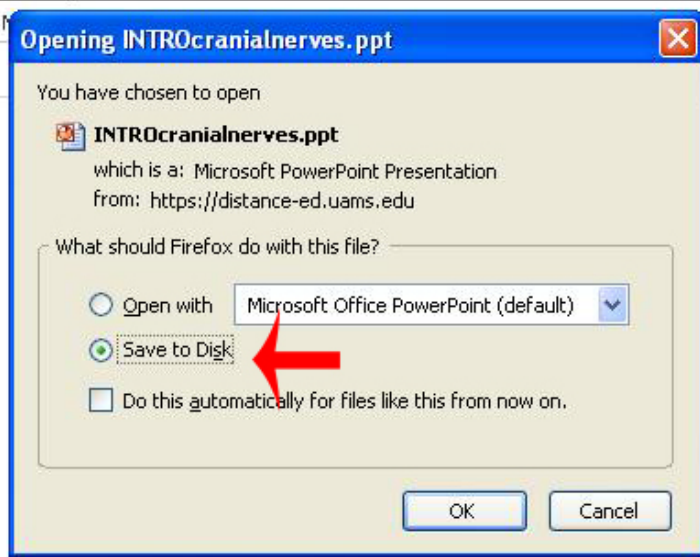 Opening INTROcranialnerves.ppt
You have chosen to open
INTROcranialnerves.ppt
which is a: Microsoft PowerPoint Presentation
from: https://distance-ed.uams.edu
What should Firefox do with this file?
Open with Microsoft Office PowerPoint (default)
Save to Disk
Do this automatically for files like this from now on.
OK Cancel